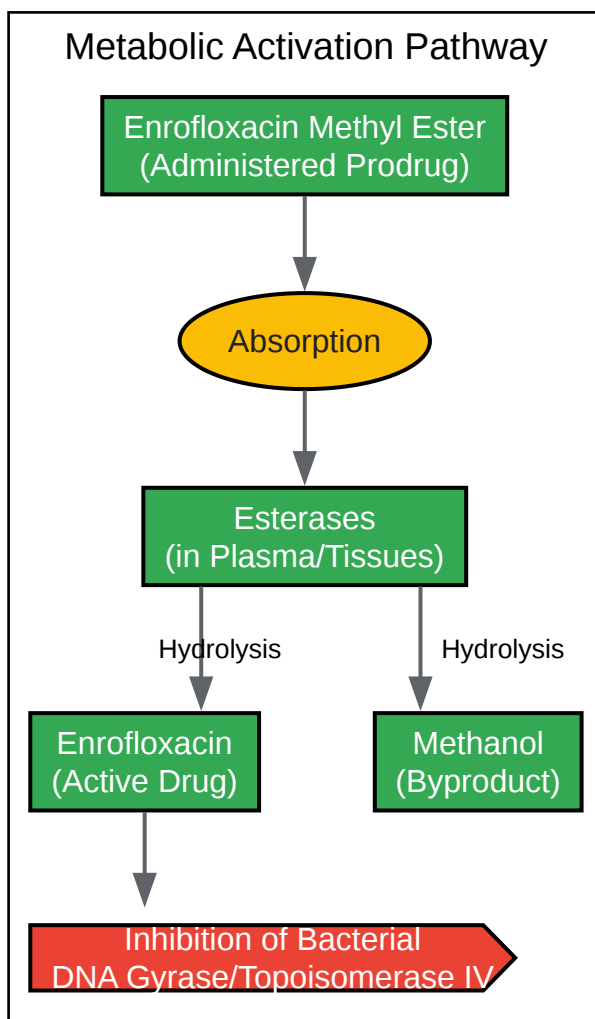 Metabolic Activation Pathway
Enrofloxacin Methyl Ester
(Administered Prodrug)
Absorption
Esterases
(in Plasma/Tissues)
Hydrolysis
Hydrolysis
Enrofloxacin
(Active Drug)
Methanol
(Byproduct)
Inhibition of Bacterial
DNA Gyrase/Topoisomerase IV